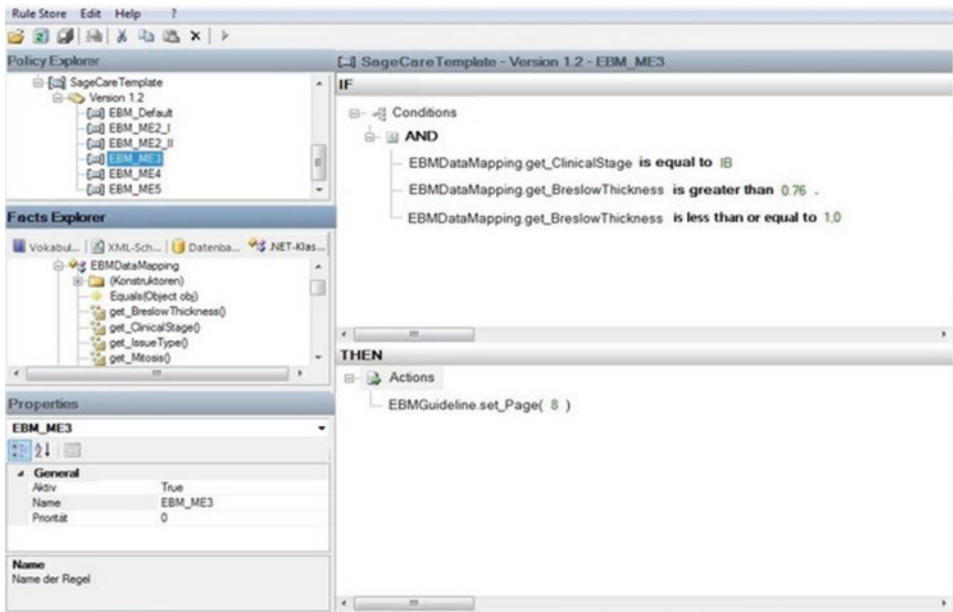 Rule Store Edit Help ?
Policy Explorer
SageCareTemplate
Version 1.2
EBM_Default
EBM_ME2_I
EBM_ME2_II
EBM_ME3
EBM_ME4
EBM_ME5
Facts Explorer
Vokabul... XML-Sch... Datenba... .NET-Klas...
EBMDataMapping
(Konstruktoren)
Equals(Object obj)
get_BreslowThickness()
get_ClinicalStage()
get_IssueType()
get_Mitosis()
Properties
EBM_ME3
General
Aktiv True
Name EBM_ME3
Priorität 0
Name
Name der Regel
SageCareTemplate - Version 1.2 - EBM_ME3
IF
Conditions
AND
EBMDataMapping.get_ClinicalStage is equal to IB
EBMDataMapping.get_BreslowThickness is greater than 0.76 .
EBMDataMapping.get_BreslowThickness is less than or equal to 1.0
THEN
Actions
EBMGuideline.set_Page( 8 )